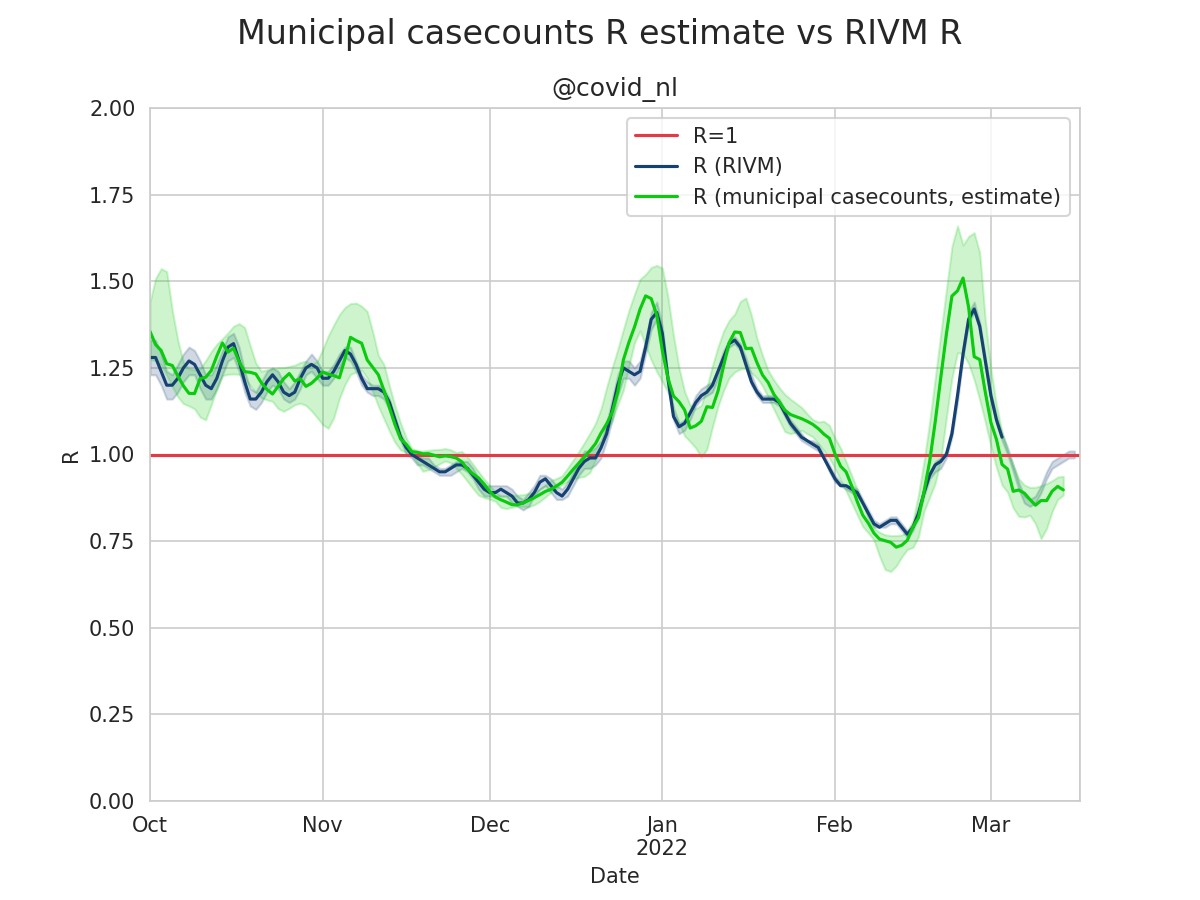 Municipal casecounts R estimate vs RIVM R
@covid_nl
R=1
R (RIVM)
R (municipal casecounts, estimate)
2.00
1.75
1.50
1.25
1.00
0.75
0.50
0.25
0.00
R
Oct
Nov
Dec
Jan
2022
Feb
Mar
Date